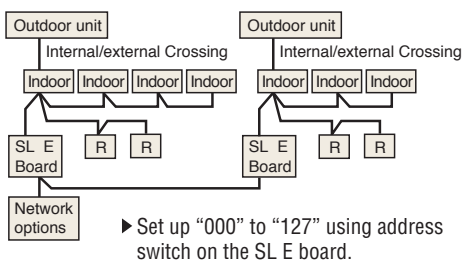 Outdoor unit
Outdoor unit
Internal/external Crossing
Internal/external Crossing
Indoor Indoor Indoor Indoor
Indoor Indoor Indoor
SL E
Board
R R
SL E
Board
R R
Network
options
▶ Set up “000” to “127” using address
switch on the SL E board.